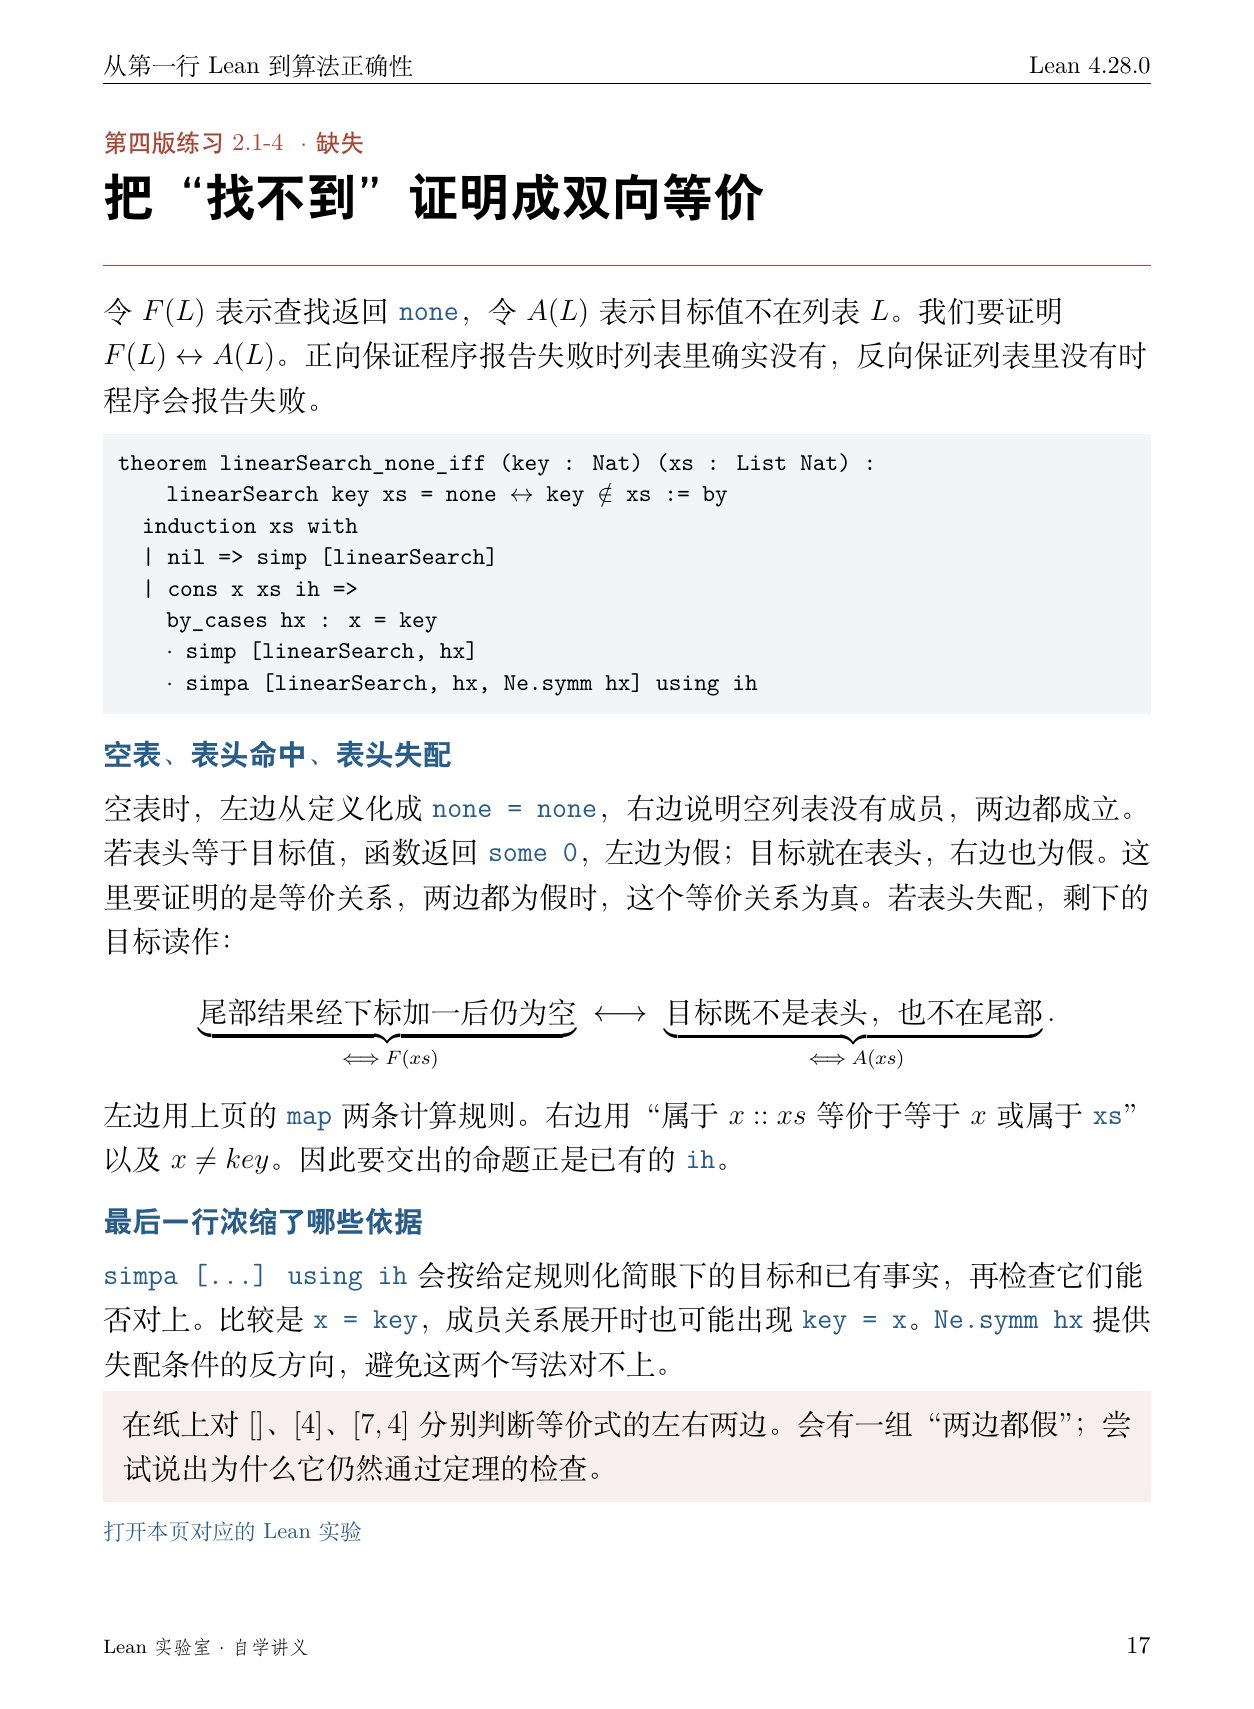 从第一行 Lean 到算法正确性 Lean 4.28.0
第四版练习 2.1-4 · 缺失
把“找不到”证明成双向等价
令 F(L) 表示查找返回 none，令 A(L) 表示目标值不在列表 L。我们要证明
F(L) ↔ A(L)。正向保证程序报告失败时列表里确实没有，反向保证列表里没有时
程序会报告失败。
theorem linearSearch_none_iff (key : Nat) (xs : List Nat) :
    linearSearch key xs = none ↔ key ∉ xs := by
  induction xs with
  | nil => simp [linearSearch]
  | cons x xs ih =>
    by_cases hx : x = key
    · simp [linearSearch, hx]
    · simpa [linearSearch, hx, Ne.symm hx] using ih
空表、表头命中、表头失配
空表时，左边从定义化成 none = none，右边说明空列表没有成员，两边都成立。
若表头等于目标值，函数返回 some 0，左边为假；目标就在表头，右边也为假。这
里要证明的是等价关系，两边都为假时，这个等价关系为真。若表头失配，剩下的
目标读作：
尾部结果经下标加一后仍为空 ⟷ 目标既不是表头，也不在尾部.
⟺ F(xs) ⟺ A(xs)
左边用上页的 map 两条计算规则。右边用“属于 x :: xs 等价于等于 x 或属于 xs”
以及 x ≠ key。因此要交出的命题正是已有的 ih。
最后一行浓缩了哪些依据
simpa [...] using ih 会按给定规则化简眼下的目标和已有事实，再检查它们能
否对上。比较是 x = key，成员关系展开时也可能出现 key = x。Ne.symm hx 提供
失配条件的反方向，避免这两个写法对不上。
在纸上对 []、[4]、[7, 4] 分别判断等价式的左右两边。会有一组“两边都假”；尝
试说出为什么它仍然通过定理的检查。
打开本页对应的 Lean 实验
Lean 实验室 · 自学讲义 17